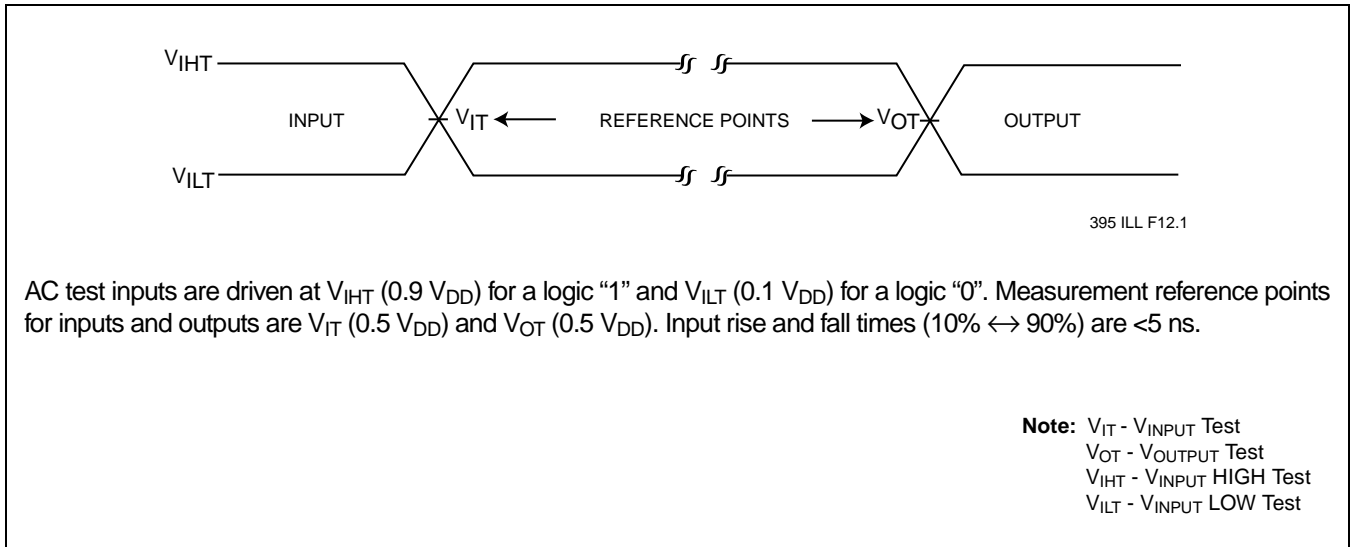 VIHT
INPUT VIT REFERENCE POINTS VOT OUTPUT
VILT
395 ILL F12.1
AC test inputs are driven at VIHT (0.9 VDD) for a logic “1” and VILT (0.1 VDD) for a logic “0”. Measurement reference points
for inputs and outputs are VIT (0.5 VDD) and VOT (0.5 VDD). Input rise and fall times (10% ↔ 90%) are <5 ns.
Note: VIT - VINPUT Test
VOT - VOUTPUT Test
VIHT - VINPUT HIGH Test
VILT - VINPUT LOW Test